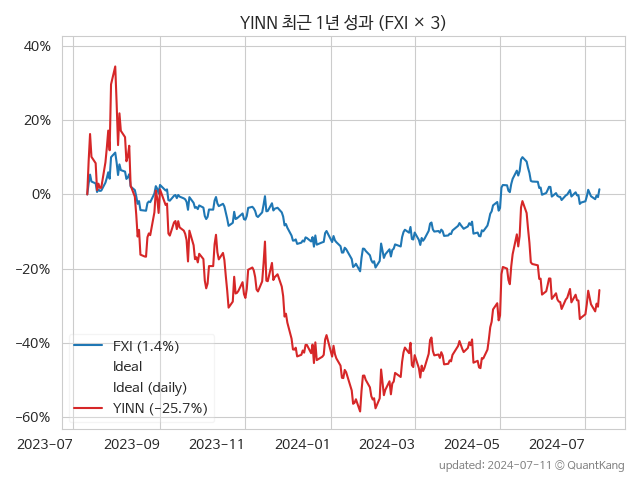 YINN 최근 1년 성과 (FXI × 3)
40%
20%
0%
−20%
−40%
−60%
FXI (1.4%)
Ideal
Ideal (daily)
YINN (−25.7%)
2023-07
2023-09
2023-11
2024-01
2024-03
2024-05
2024-07
updated: 2024-07-11 © QuantKang